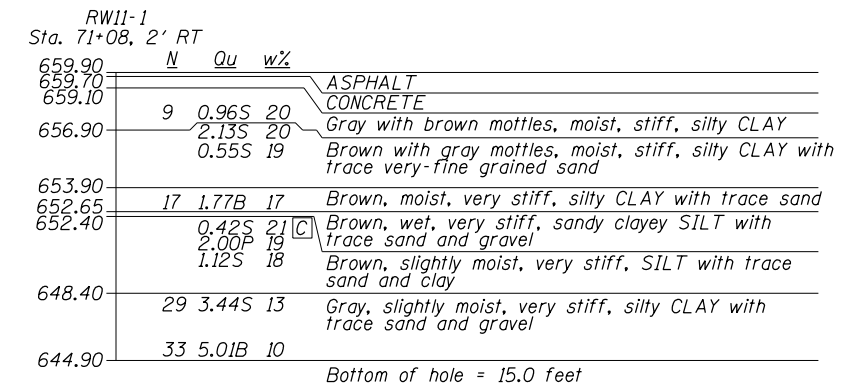 RW11-1
Sta. 71+08, 2' RT
N Qu w%
659.90
659.70 ASPHALT
659.10 CONCRETE
9 0.96S 20 Gray with brown mottles, moist, stiff, silty CLAY
656.90
2.13S 20
0.55S 19 Brown with gray mottles, moist, stiff, silty CLAY with
trace very-fine grained sand
653.90
17 1.77B 17 Brown, moist, very stiff, silty CLAY with trace sand
652.65
652.40
0.42S 21 C Brown, wet, very stiff, sandy clayey SILT with
2.00P 19 trace sand and gravel
1.12S 18 Brown, slightly moist, very stiff, SILT with trace
sand and clay
648.40
29 3.44S 13 Gray, slightly moist, very stiff, silty CLAY with
trace sand and gravel
33 5.01B 10
644.90
Bottom of hole = 15.0 feet